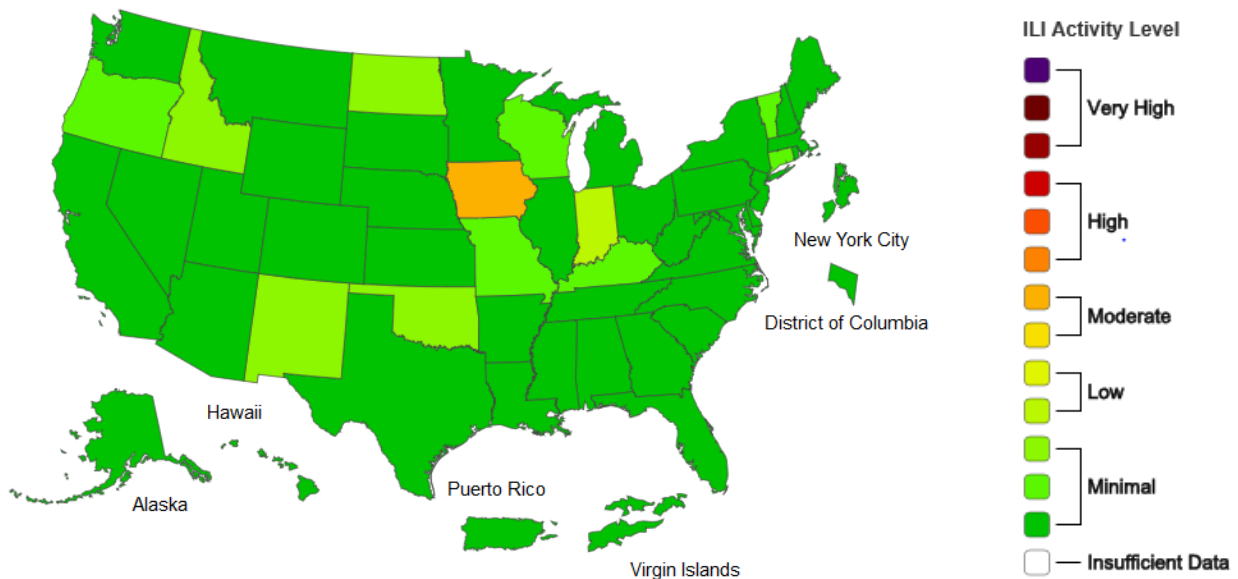 ILI Activity Level
Very High
High
Moderate
Low
Minimal
Insufficient Data
New York City
District of Columbia
Hawaii
Alaska
Puerto Rico
Virgin Islands